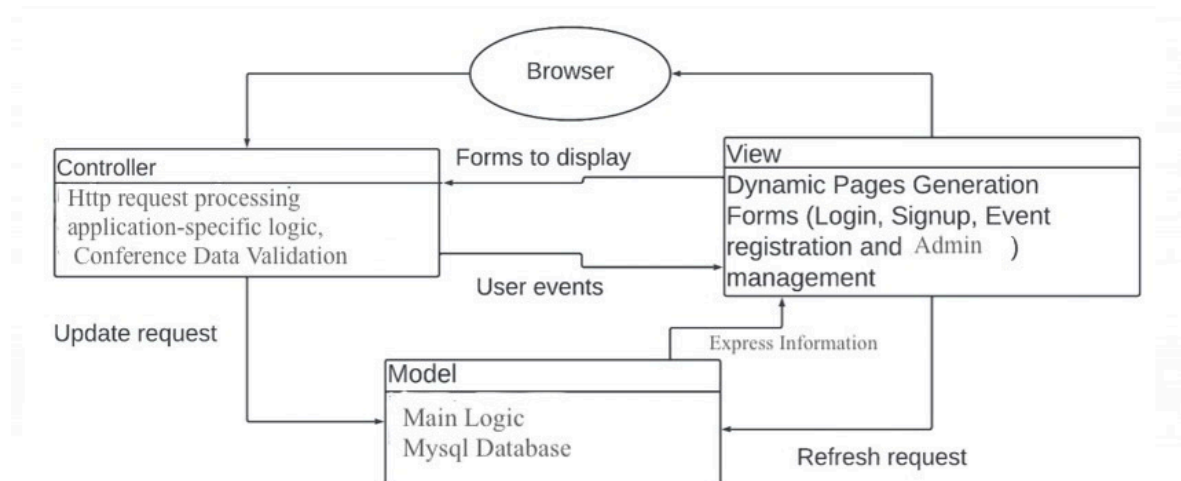 Browser
Controller
Http request processing
application-specific logic,
Conference Data Validation
Forms to display
View
Dynamic Pages Generation
Forms (Login, Signup, Event
registration and Admin )
management
User events
Update request
Express Information
Model
Main Logic
Mysql Database
Refresh request